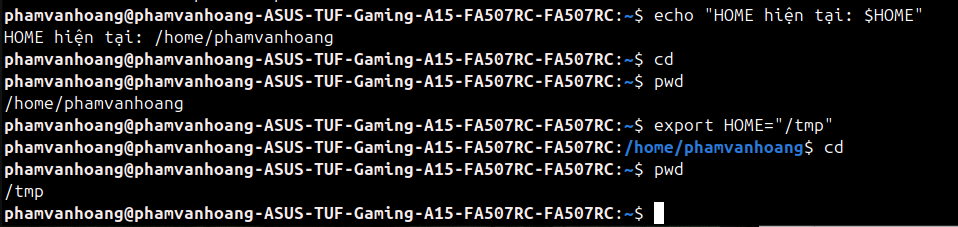 phamvanhoang@phamvanhoang-ASUS-TUF-Gaming-A15-FA507RC-FA507RC:~$ echo "HOME hiện tại: $HOME"
HOME hiện tại: /home/phamvanhoang
phamvanhoang@phamvanhoang-ASUS-TUF-Gaming-A15-FA507RC-FA507RC:~$ cd
phamvanhoang@phamvanhoang-ASUS-TUF-Gaming-A15-FA507RC-FA507RC:~$ pwd
/home/phamvanhoang
phamvanhoang@phamvanhoang-ASUS-TUF-Gaming-A15-FA507RC-FA507RC:~$ export HOME="/tmp"
phamvanhoang@phamvanhoang-ASUS-TUF-Gaming-A15-FA507RC-FA507RC:/home/phamvanhoang$ cd
phamvanhoang@phamvanhoang-ASUS-TUF-Gaming-A15-FA507RC-FA507RC:~$ pwd
/tmp
phamvanhoang@phamvanhoang-ASUS-TUF-Gaming-A15-FA507RC-FA507RC:~$